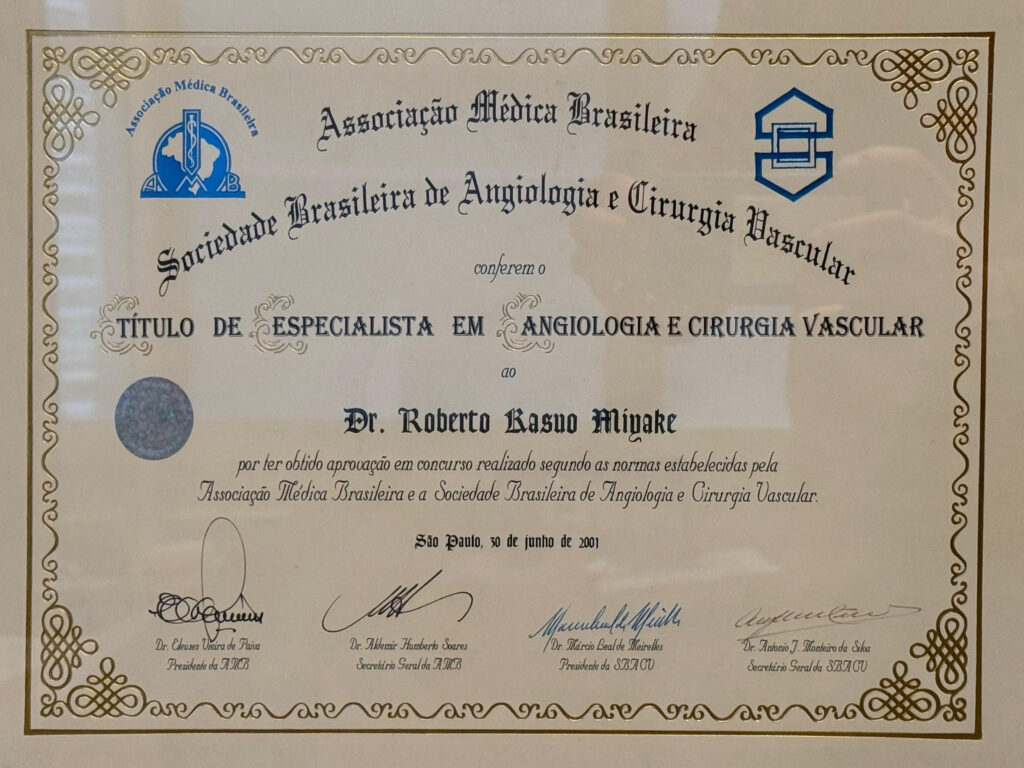 Associação Médica Brasileira
AMB
Associação Médica Brasileira
Sociedade Brasileira de Angiologia e Cirurgia Vascular
conferem o
TÍTULO DE ESPECIALISTA EM ANGIOLOGIA E CIRURGIA VASCULAR
ao
Dr. Roberto Kasuo Miyake
por ter obtido aprovação em concurso realizado segundo as normas estabelecidas pela
Associação Médica Brasileira e a Sociedade Brasileira de Angiologia e Cirurgia Vascular.
São Paulo, 30 de junho de 2001
Dr. Eleuses Vieira de Paiva
Presidente da AMB
Dr. Aldemir Humberto Soares
Secretário Geral da AMB
Dr. Márcio Leal de Meirelles
Presidente da SBACV
Dr. Antonio J. Monteiro da Silva
Secretário Geral da SBACV